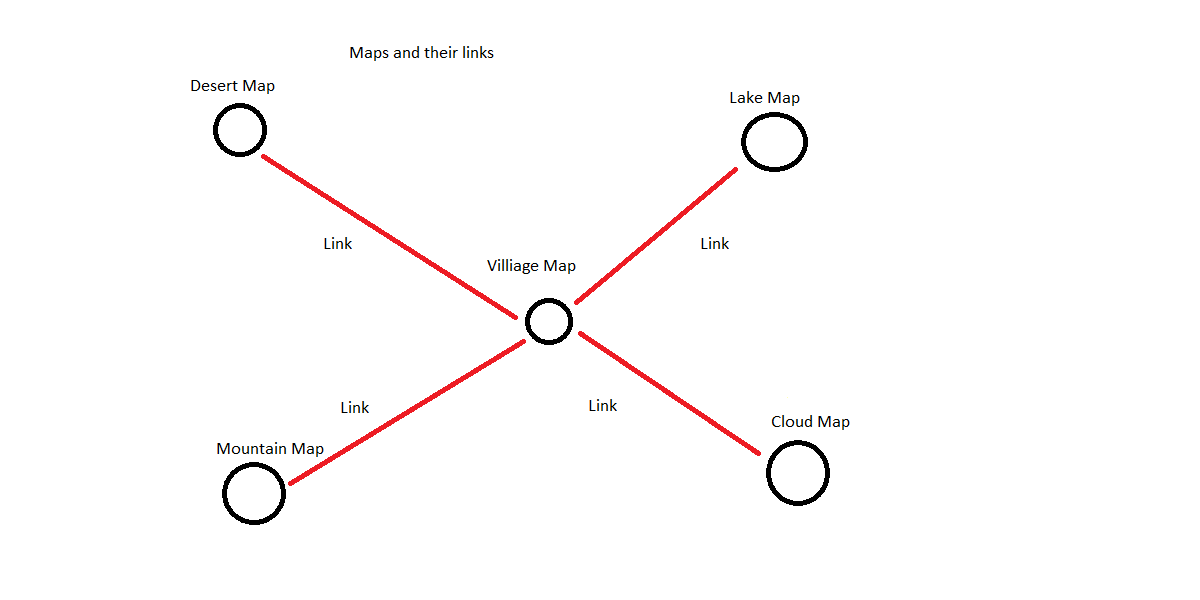 Maps and their links
Desert Map
Lake Map
Link
Link
Villiage Map
Link
Link
Cloud Map
Mountain Map